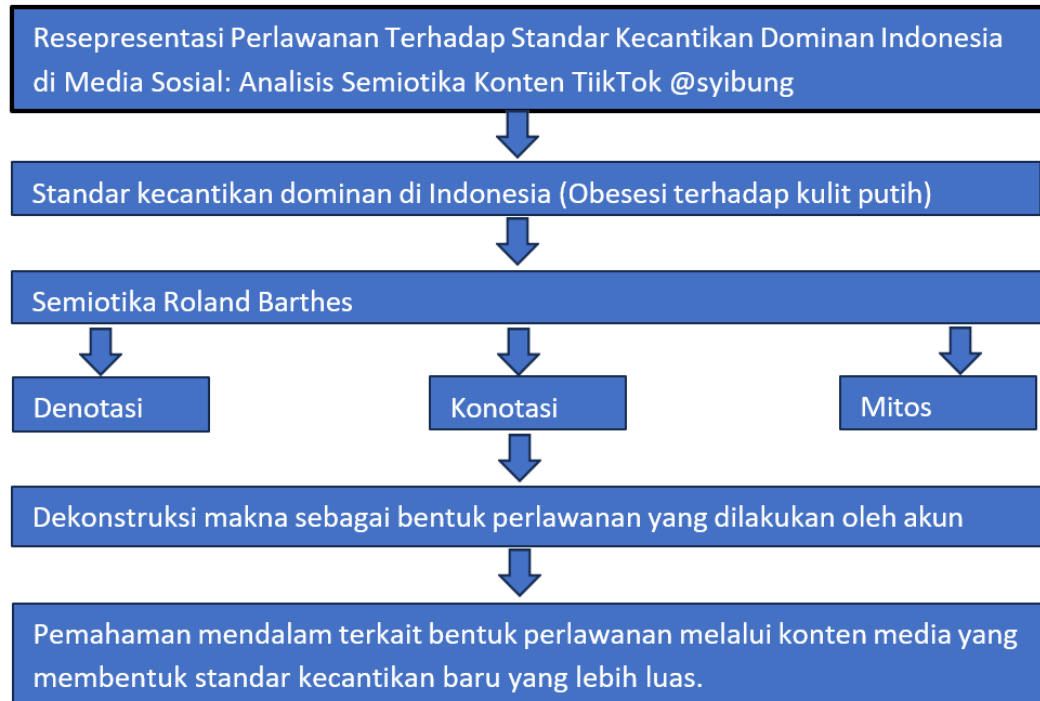 Resepresentasi Perlawanan Terhadap Standar Kecantikan Dominan Indonesia
di Media Sosial: Analisis Semiotika Konten TiikTok @syibung
Standar kecantikan dominan di Indonesia (Obesesi terhadap kulit putih)
Semiotika Roland Barthes
Denotasi
Konotasi
Mitos
Dekonstruksi makna sebagai bentuk perlawanan yang dilakukan oleh akun
Pemahaman mendalam terkait bentuk perlawanan melalui konten media yang
membentuk standar kecantikan baru yang lebih luas.